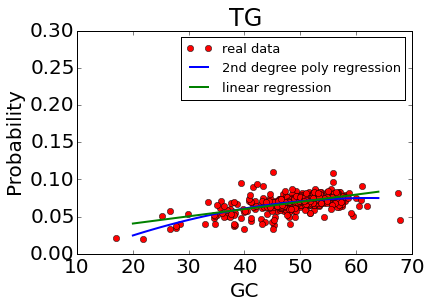 TG
0.30
0.25
0.20
0.15
0.10
0.05
0.00
Probability
real data
2nd degree poly regression
linear regression
10 20 30 40 50 60 70
GC